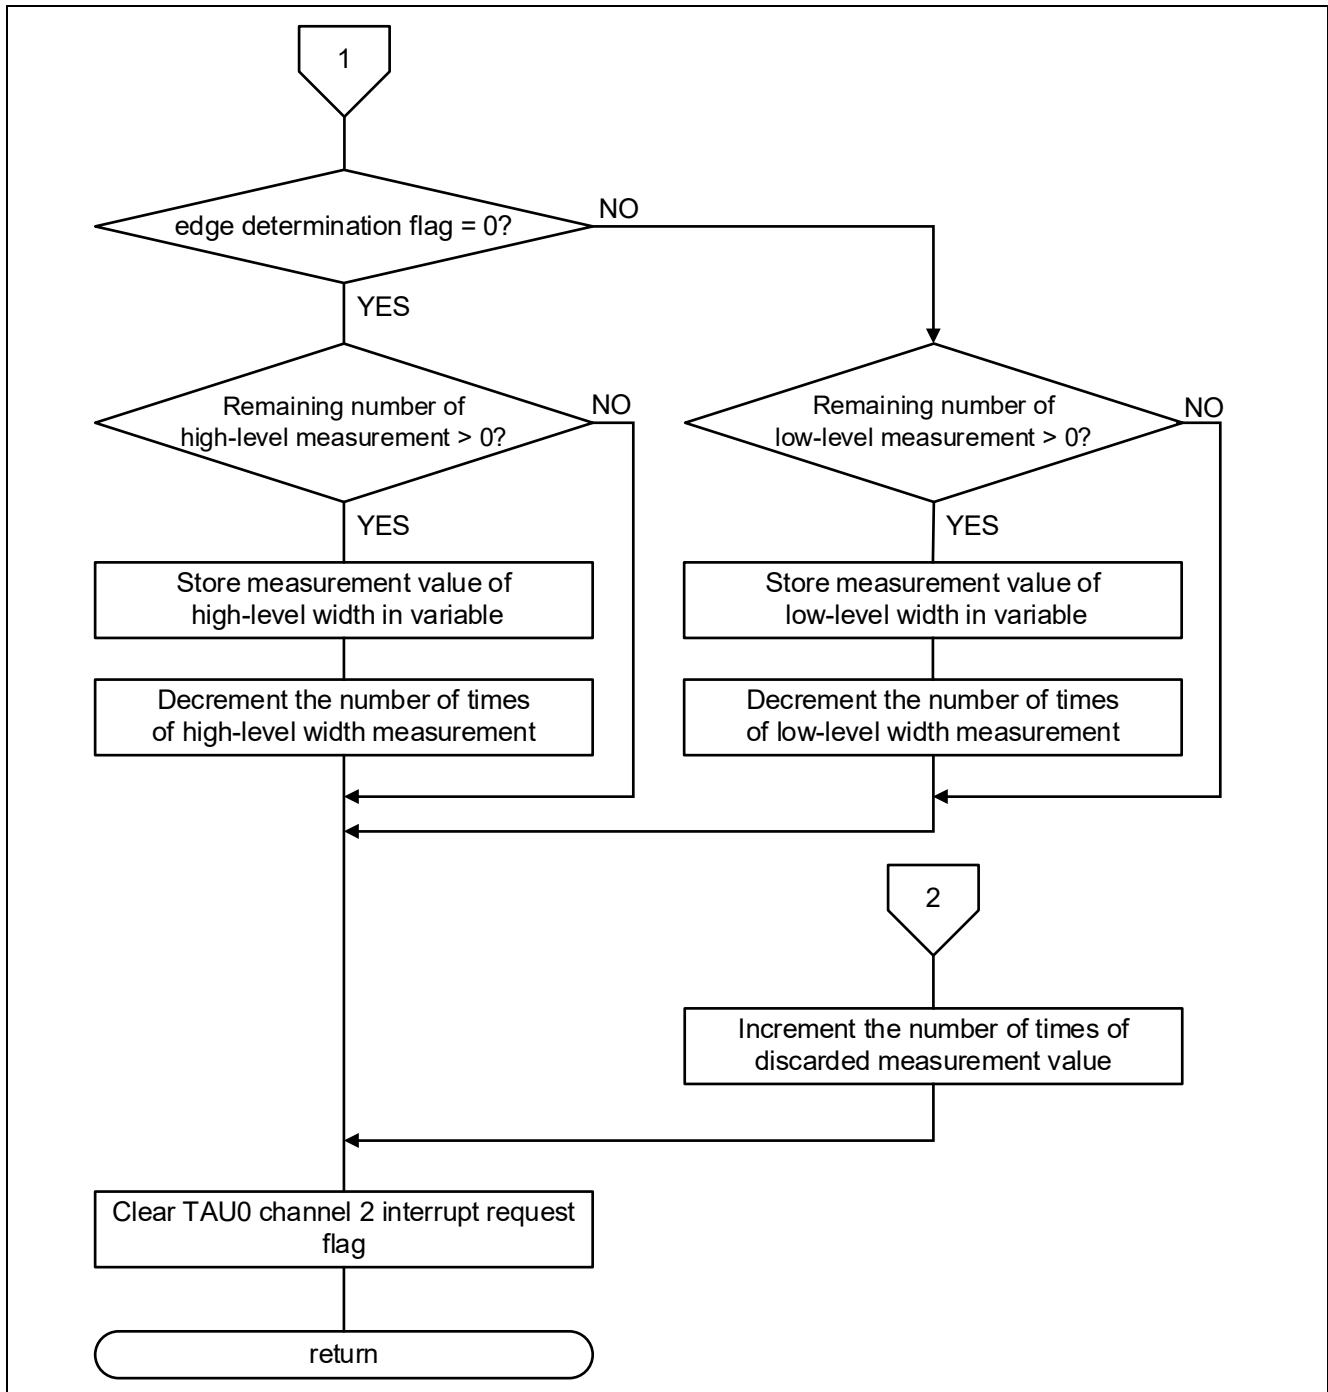 1
edge determination flag = 0?
NO
YES
Remaining number of
high-level measurement > 0?
NO
Remaining number of
low-level measurement > 0?
NO
YES
YES
Store measurement value of
high-level width in variable
Store measurement value of
low-level width in variable
Decrement the number of times
of high-level width measurement
Decrement the number of times
of low-level width measurement
2
Increment the number of times of
discarded measurement value
Clear TAU0 channel 2 interrupt request
flag
return